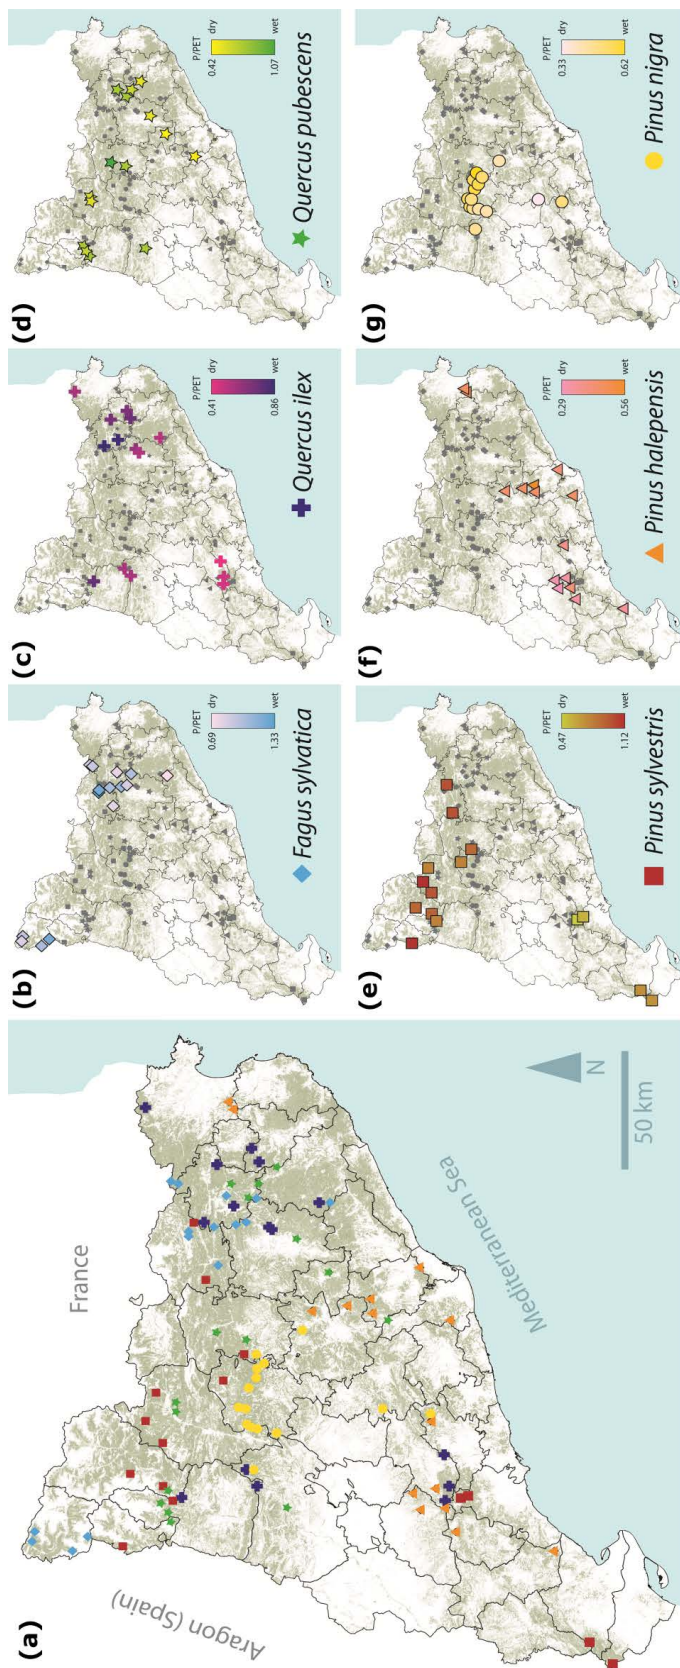 (a)
France
Aragon (Spain)
Mediterranean Sea
N
50 km
(b)
P/PET
dry
0.69
wet
1.33
Fagus sylvatica
(c)
P/PET
dry
0.41
wet
0.86
Quercus ilex
(d)
P/PET
dry
0.42
wet
1.07
Quercus pubescens
(e)
P/PET
dry
0.47
wet
1.12
Pinus sylvestris
(f)
P/PET
dry
0.29
wet
0.56
Pinus halepensis
(g)
P/PET
dry
0.33
wet
0.62
Pinus nigra